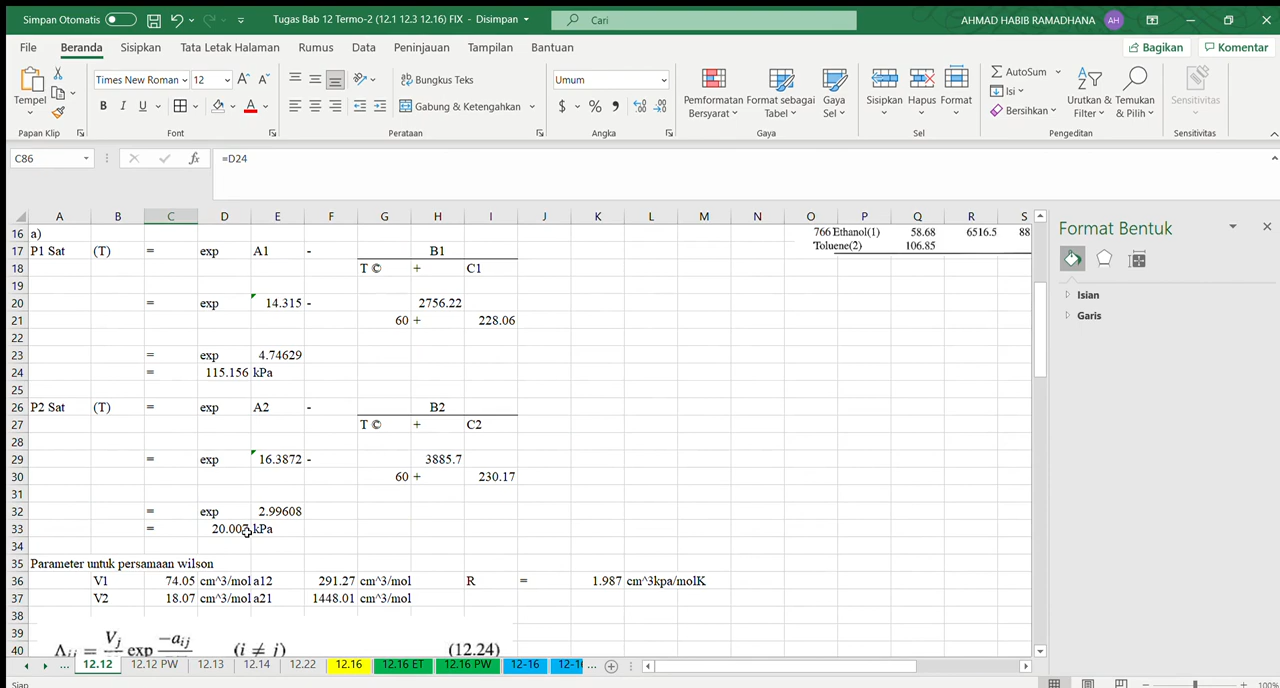 Simpan Otomatis Tugas Bab 12 Termo-2 (12.1 12.3 12.16) FIX - Disimpan Cari AHMAD HABIB RAMADHANA AH
File Beranda Sisipkan Tata Letak Halaman Rumus Data Peninjauan Tampilan Bantuan Bagikan Komentar
Tempel Times New Roman 12 Bungkus Teks Umum Pemformatan Bersyarat Format sebagai Tabel Gaya Sel Sisipkan Hapus Format AutoSum Urutkan & Filter Temukan & Pilih Sensitivitas
B I U A Gabung & Ketengahkan $ % Isi
Bersihkan
Papan Klip Font Perataan Angka Gaya Sel Pengeditan Sensitivitas
C86 fx =D24
A B C D E F G H I J K L M N O P Q R S
Format Bentuk
Isian
Garis
16 a) 766 Ethanol(1) 58.68 6516.5 88
17 P1 Sat (T) = exp A1 - B1 Toluene(2) 106.85
18 T © + C1
19
20 = exp 14.315 - 2756.22
21 60 + 228.06
22
23 = exp 4.74629
24 = 115.156 kPa
25
26 P2 Sat (T) = exp A2 - B2
27 T © + C2
28
29 = exp 16.3872 - 3885.7
30 60 + 230.17
31
32 = exp 2.99608
33 = 20.007 kPa
34
35 Parameter untuk persamaan wilson
36 V1 74.05 cm^3/mol a12 291.27 cm^3/mol R = 1.987 cm^3kpa/molK
37 V2 18.07 cm^3/mol a21 1448.01 cm^3/mol
38
39
40 Λij = Vj exp −aij (i ≠ j) (12.24)
... 12.12 12.12 PW 12.13 12.14 12.22 12.16 12.16 ET 12.16 PW 12-16 12-1 ...
Siap 100%